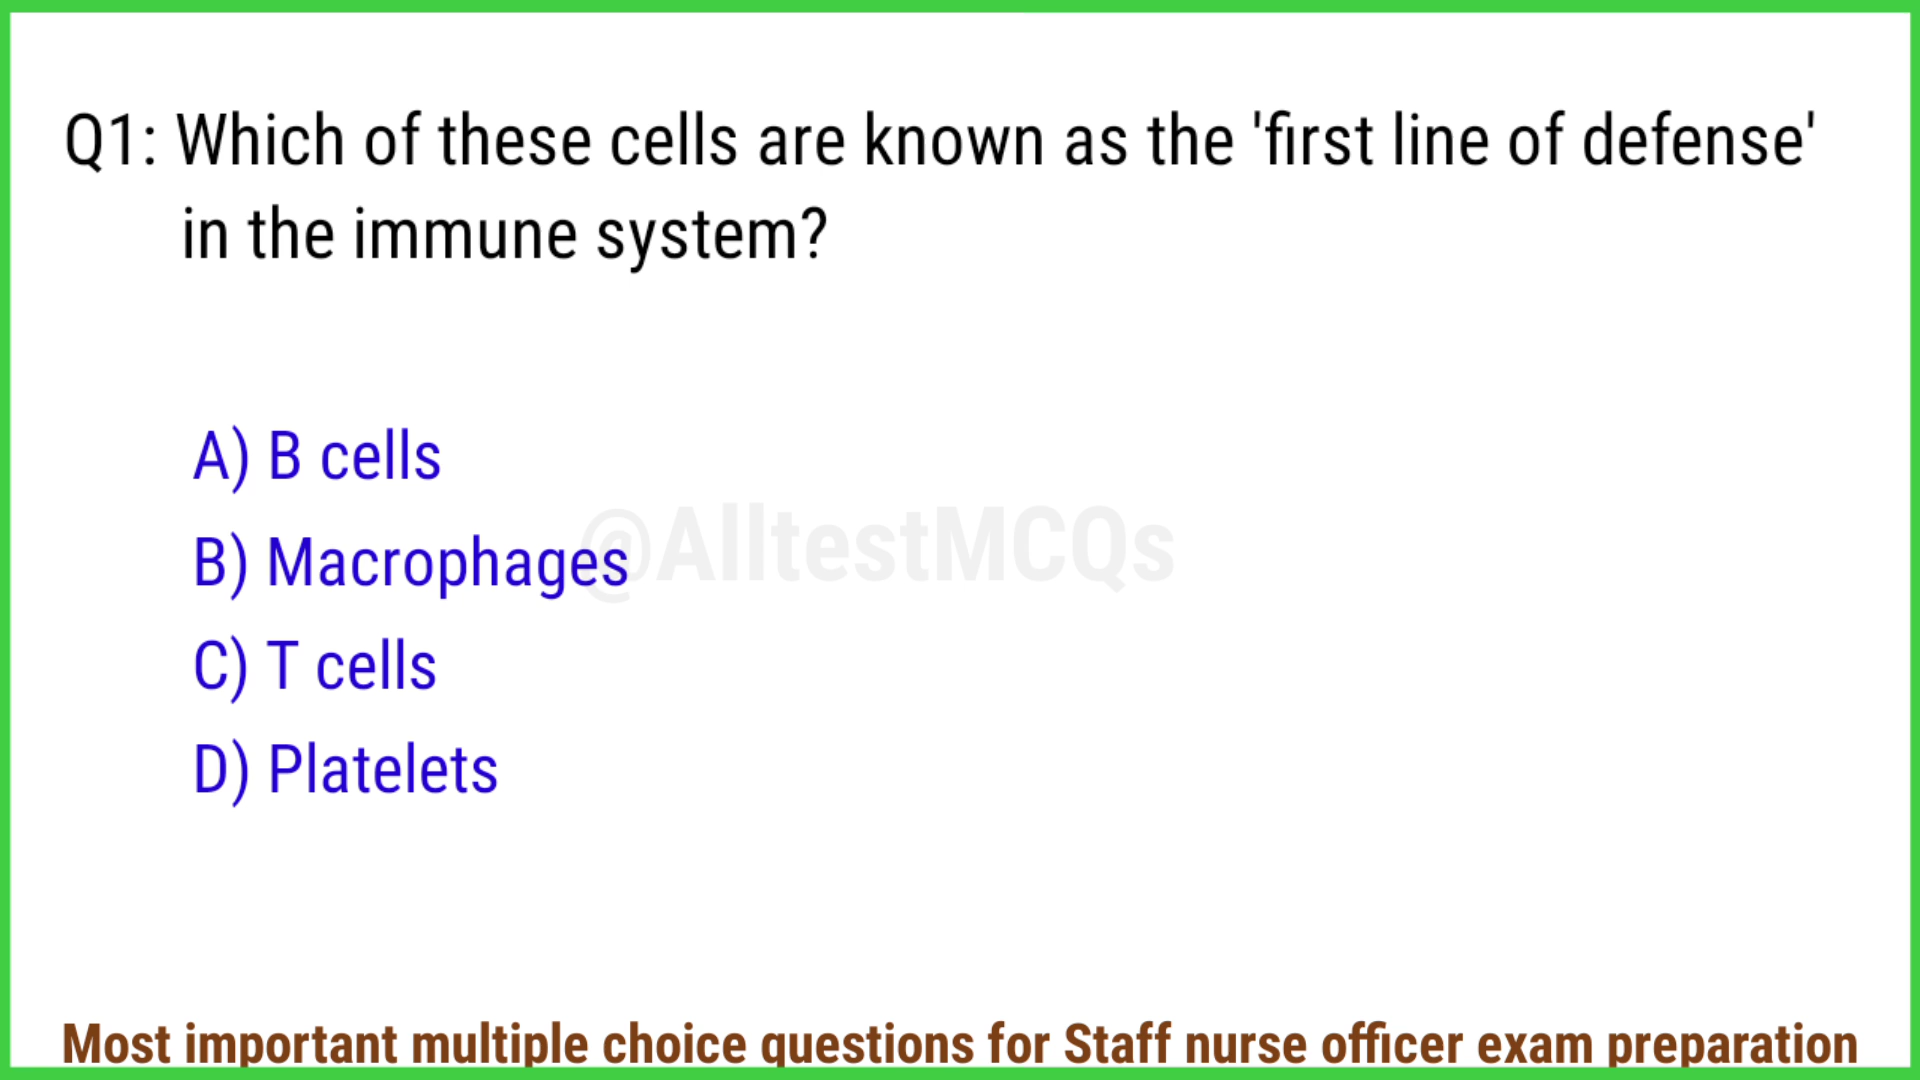 Q1: Which of these cells are known as the 'first line of defense'
in the immune system?
A) B cells
@AlltestMCQs
B) Macrophages
C) T cells
D) Platelets
Most important multiple choice questions for Staff nurse officer exam preparation